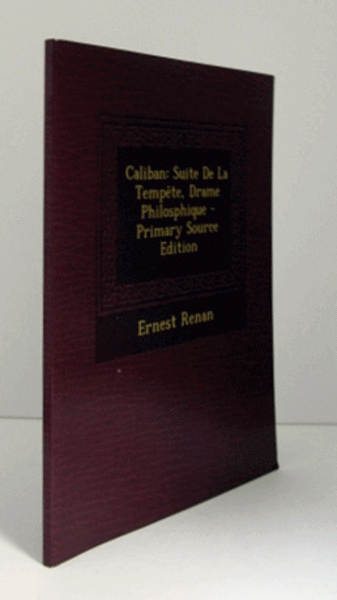 Caliban: Suite De La
Tempête, Drame
Philosphique -
Primary Source
Edition
Ernest Renan